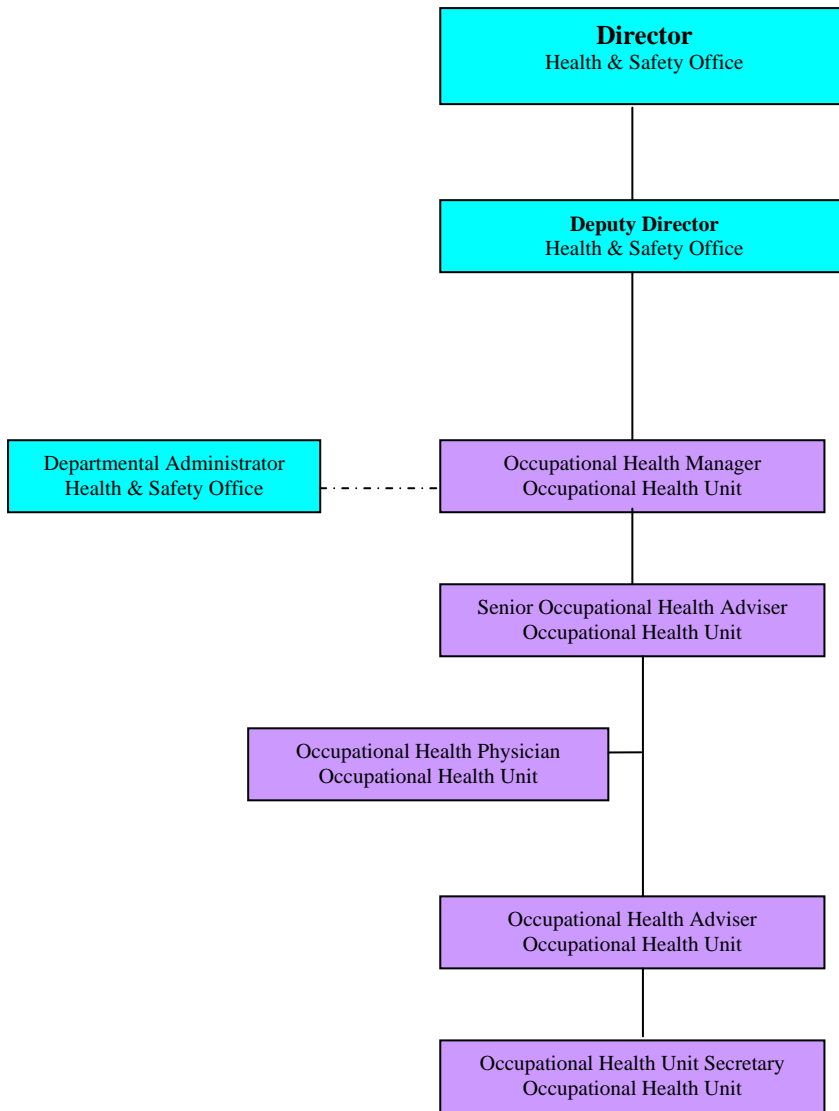 Director
Health & Safety Office
Deputy Director
Health & Safety Office
Departmental Administrator
Health & Safety Office
Occupational Health Manager
Occupational Health Unit
Senior Occupational Health Adviser
Occupational Health Unit
Occupational Health Physician
Occupational Health Unit
Occupational Health Adviser
Occupational Health Unit
Occupational Health Unit Secretary
Occupational Health Unit